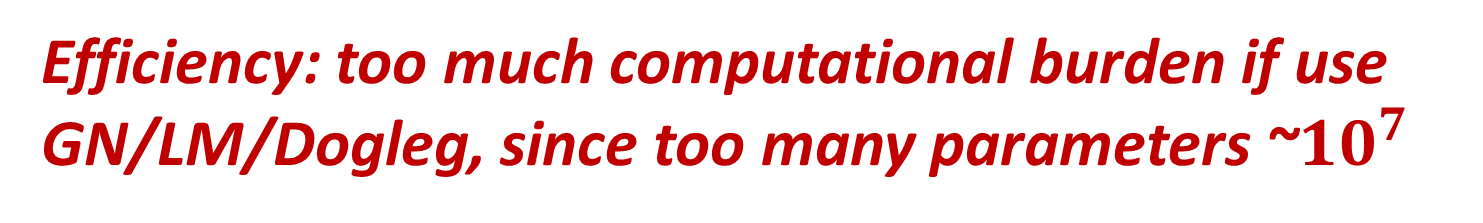 Efficiency: too much computational burden if use
GN/LM/Dogleg, since too many parameters ~10⁷